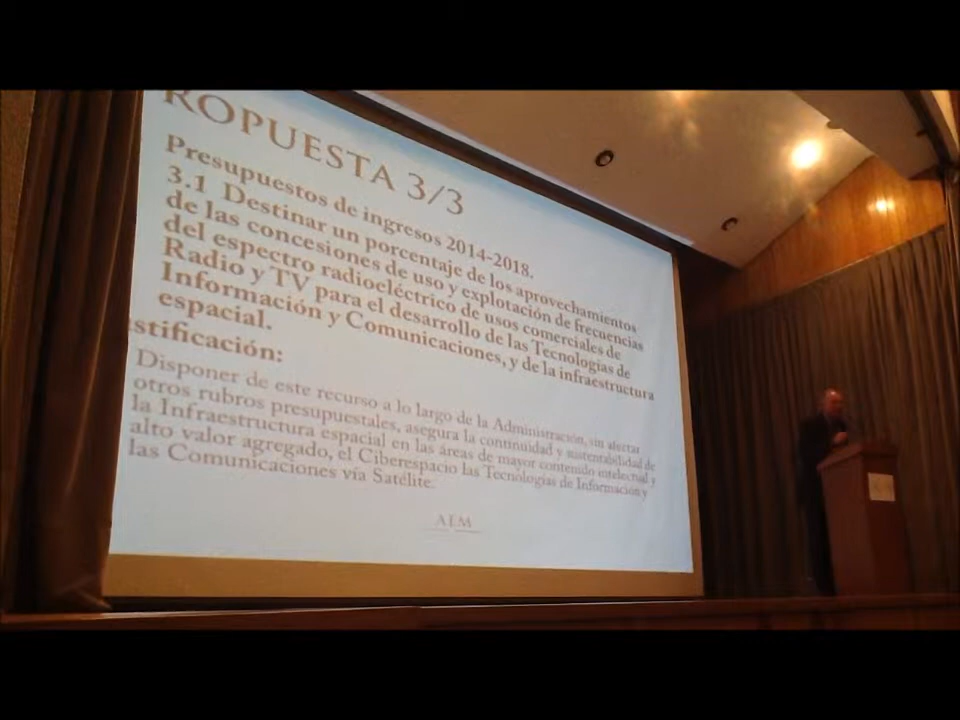 ROPUESTA 3/3
Presupuestos de ingresos 2014-2018.
3.1 Destinar un porcentaje de los aprovechamientos
de las concesiones de uso y explotación de frecuencias
del espectro radioeléctrico de usos comerciales de
Radio y TV para el desarrollo de las Tecnologías de
Información y Comunicaciones, y de la infraestructura
espacial.
stificación:
Disponer de este recurso a lo largo de la Administración, sin afectar
otros rubros presupuestales, asegura la continuidad y sustentabilidad de
la Infraestructura espacial en las áreas de mayor contenido intelectual y
alto valor agregado, el Ciberespacio las Tecnologías de Información y
las Comunicaciones vía Satélite.
AEM